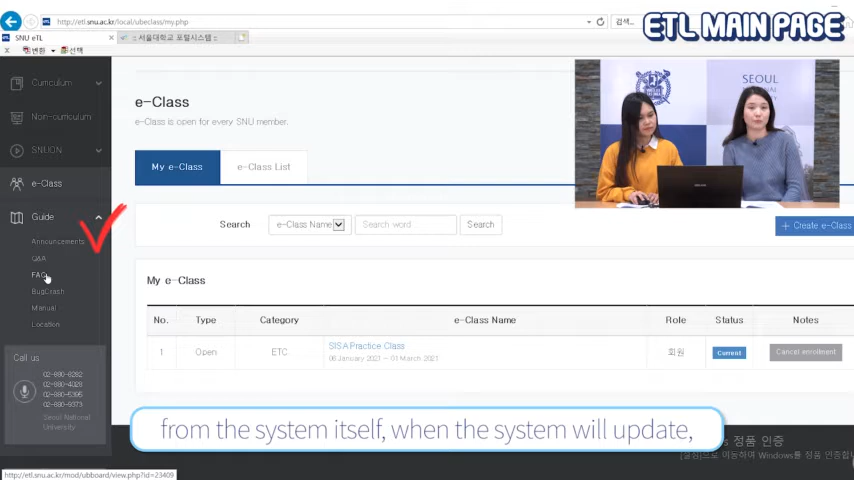 http://etl.snu.ac.kr/local/ubeclass/my.php
검색...
ETL MAIN PAGE
SNU eTL
:: 서울대학교 포털시스템 ::
변환
선택
Curriculum
Non-curriculum
SNUON
e-Class
Guide
Announcements
Q&A
FAQ
BugCrash
Manual
Location
Call us
02-880-8282
02-880-4028
02-880-5395
02-880-9373
Seoul National
University
e-Class
e-Class is open for every SNU member.
My e-Class
e-Class List
Search
e-Class Name
Search word...
Search
+ Create e-Class
My e-Class
No. Type Category e-Class Name Role Status Notes
1 Open ETC. SISA Practice Class 회원 Current Cancel enrollment
06 January 2021 — 01 March 2021
SEOUL
from the system itself, when the system will update,
정품 인증
[설정]으로 이동하여 Windows를 정품 인증합
http://etl.snu.ac.kr/mod/ubboard/view.php?id=23409